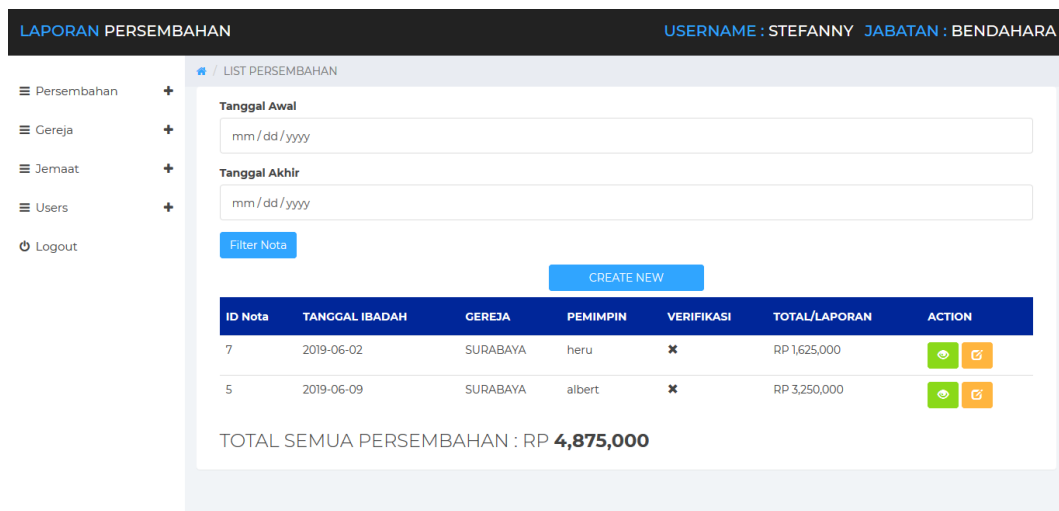 LAPORAN PERSEMBAHAN USERNAME : STEFANNY JABATAN : BENDAHARA
/ LIST PERSEMBAHAN
Persembahan
Gereja
Jemaat
Users
Logout
Tanggal Awal
mm / dd / yyyy
Tanggal Akhir
mm / dd / yyyy
Filter Nota
CREATE NEW
ID Nota TANGGAL IBADAH GEREJA PEMIMPIN VERIFIKASI TOTAL/LAPORAN ACTION
7 2019-06-02 SURABAYA heru ✖ RP 1,625,000
5 2019-06-09 SURABAYA albert ✖ RP 3,250,000
TOTAL SEMUA PERSEMBAHAN : RP 4,875,000